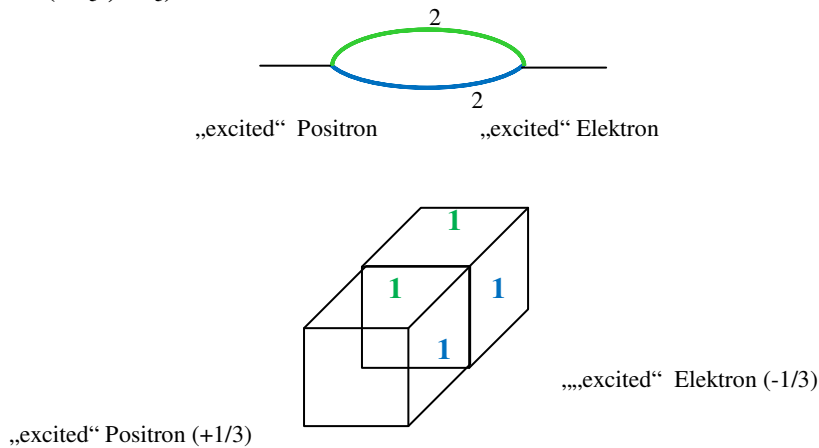 2
2
„excited“ Positron „excited“ Elektron
1
1 1
1
„„excited“ Elektron (-1/3)
„excited“ Positron (+1/3)